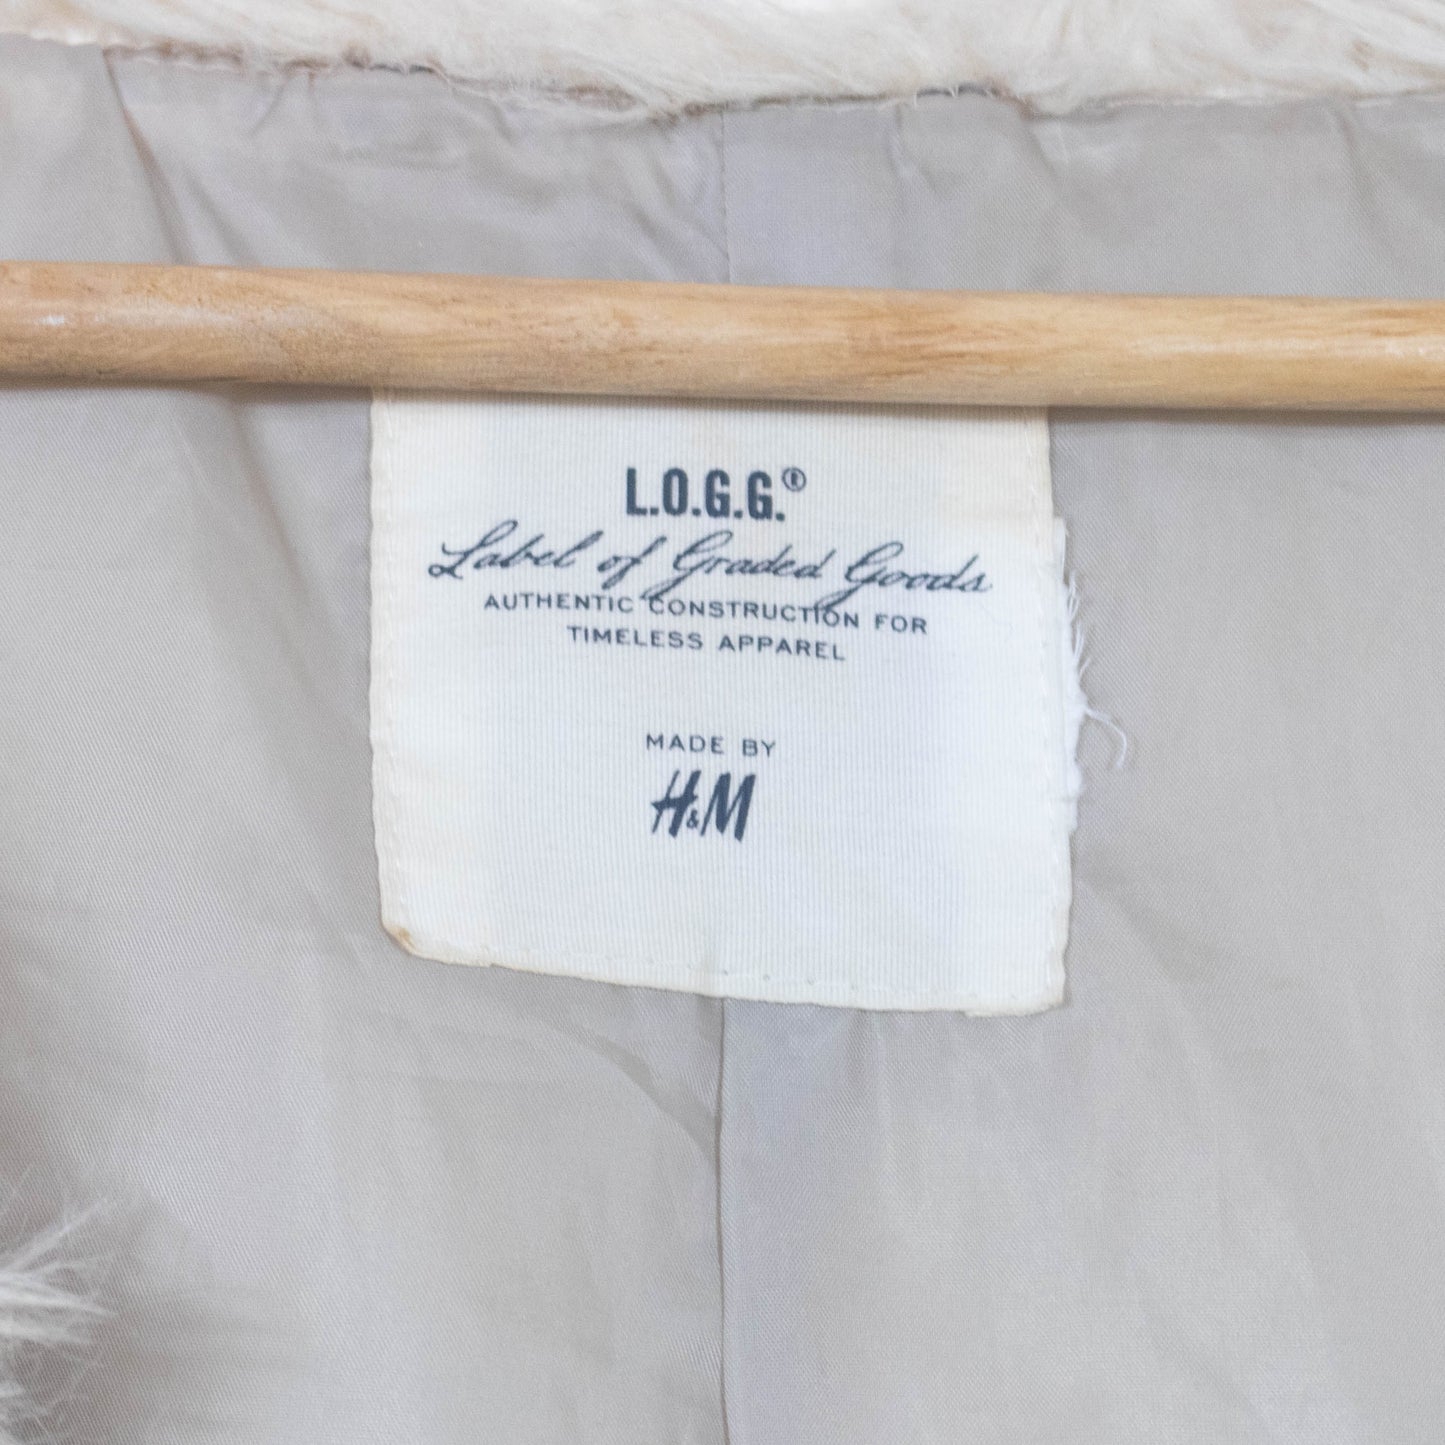 L.O.G.G.®
Label of Graded Goods
AUTHENTIC CONSTRUCTION FOR
TIMELESS APPAREL
MADE BY
H&M